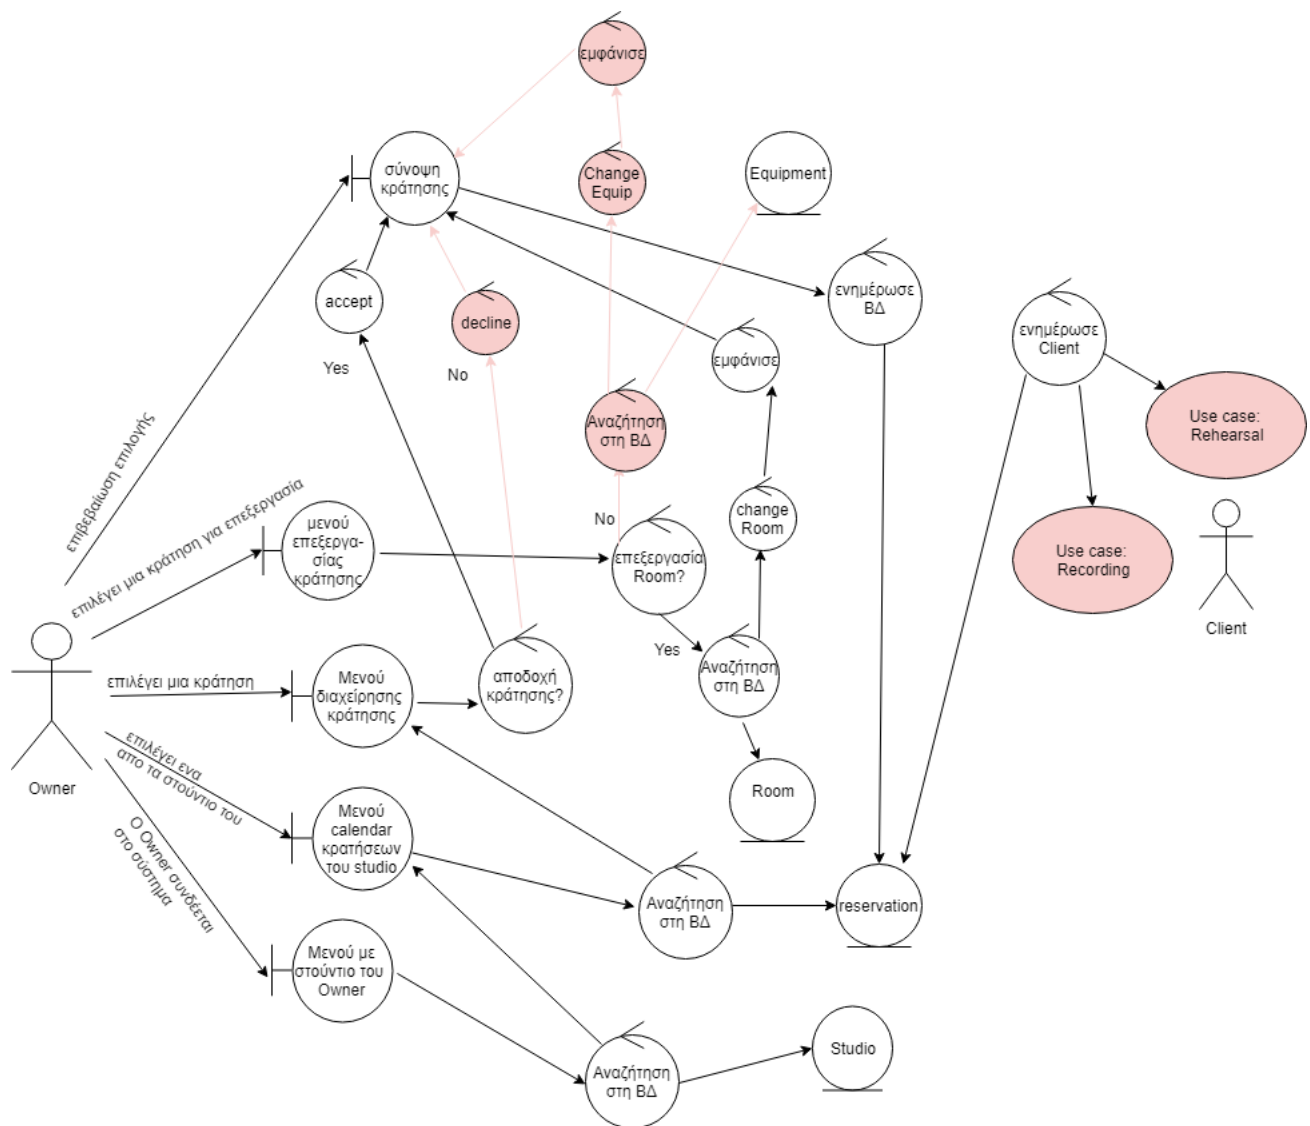 εμφάνισε
σύνοψη
κράτησης
Change
Equip
Equipment
accept
decline
ενημέρωσε
ΒΔ
ενημέρωσε
Client
εμφάνισε
Yes
No
Αναζήτηση
στη ΒΔ
Use case:
Rehearsal
επιβεβαίωση επιλογής
επιλέγει μια κράτηση για επεξεργασία
μενού
επεξεργα-
σίας
κράτησης
No
επεξεργασία
Room?
change
Room
Use case:
Recording
Client
Yes
Αναζήτηση
στη ΒΔ
Owner
επιλέγει μια κράτηση
Μενού
διαχείρησης
κράτησης
αποδοχή
κράτησης?
Room
επιλέγει ενα
απο τα στούντιο του
Μενού
calendar
κρατήσεων
του studio
Αναζήτηση
στη ΒΔ
reservation
Ο Owner συνδέεται
στο σύστημα
Μενού με
στούντιο του
Owner
Αναζήτηση
στη ΒΔ
Studio